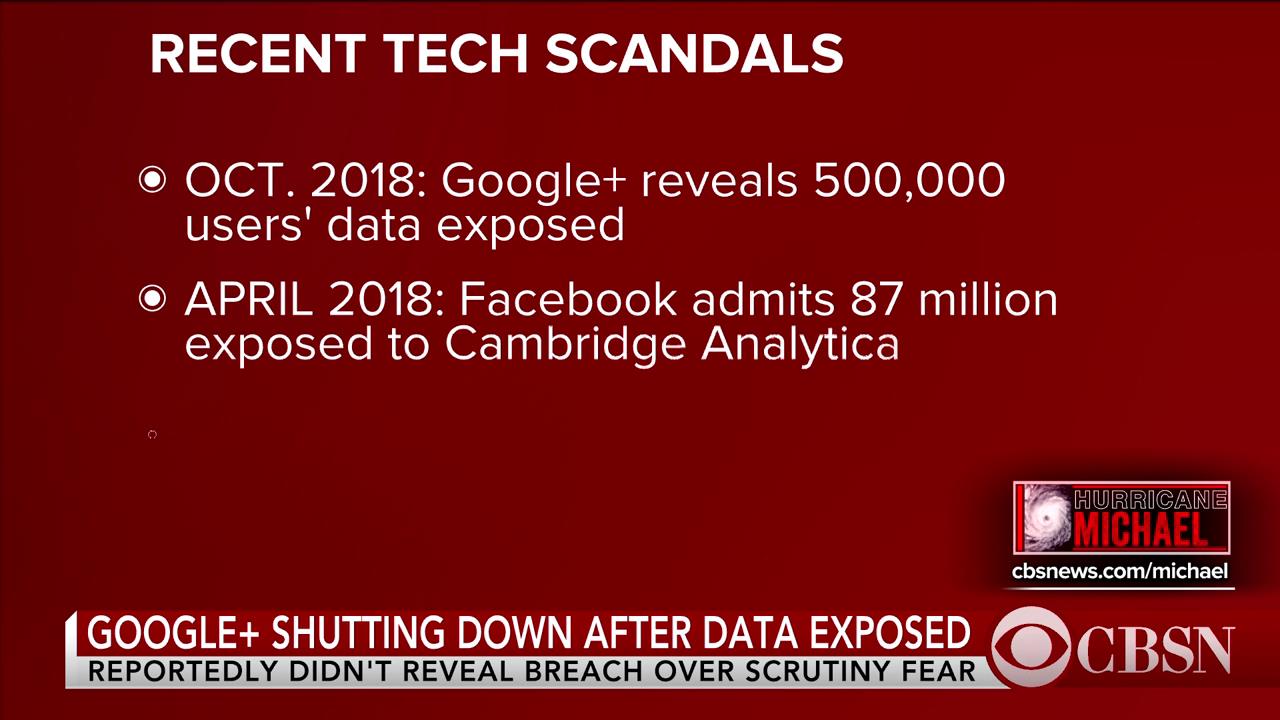 RECENT TECH SCANDALS
OCT. 2018: Google+ reveals 500,000
users' data exposed
APRIL 2018: Facebook admits 87 million
exposed to Cambridge Analytica
HURRICANE
MICHAEL
cbsnews.com/michael
GOOGLE+ SHUTTING DOWN AFTER DATA EXPOSED
REPORTEDLY DIDN'T REVEAL BREACH OVER SCRUTINY FEAR
CBSN